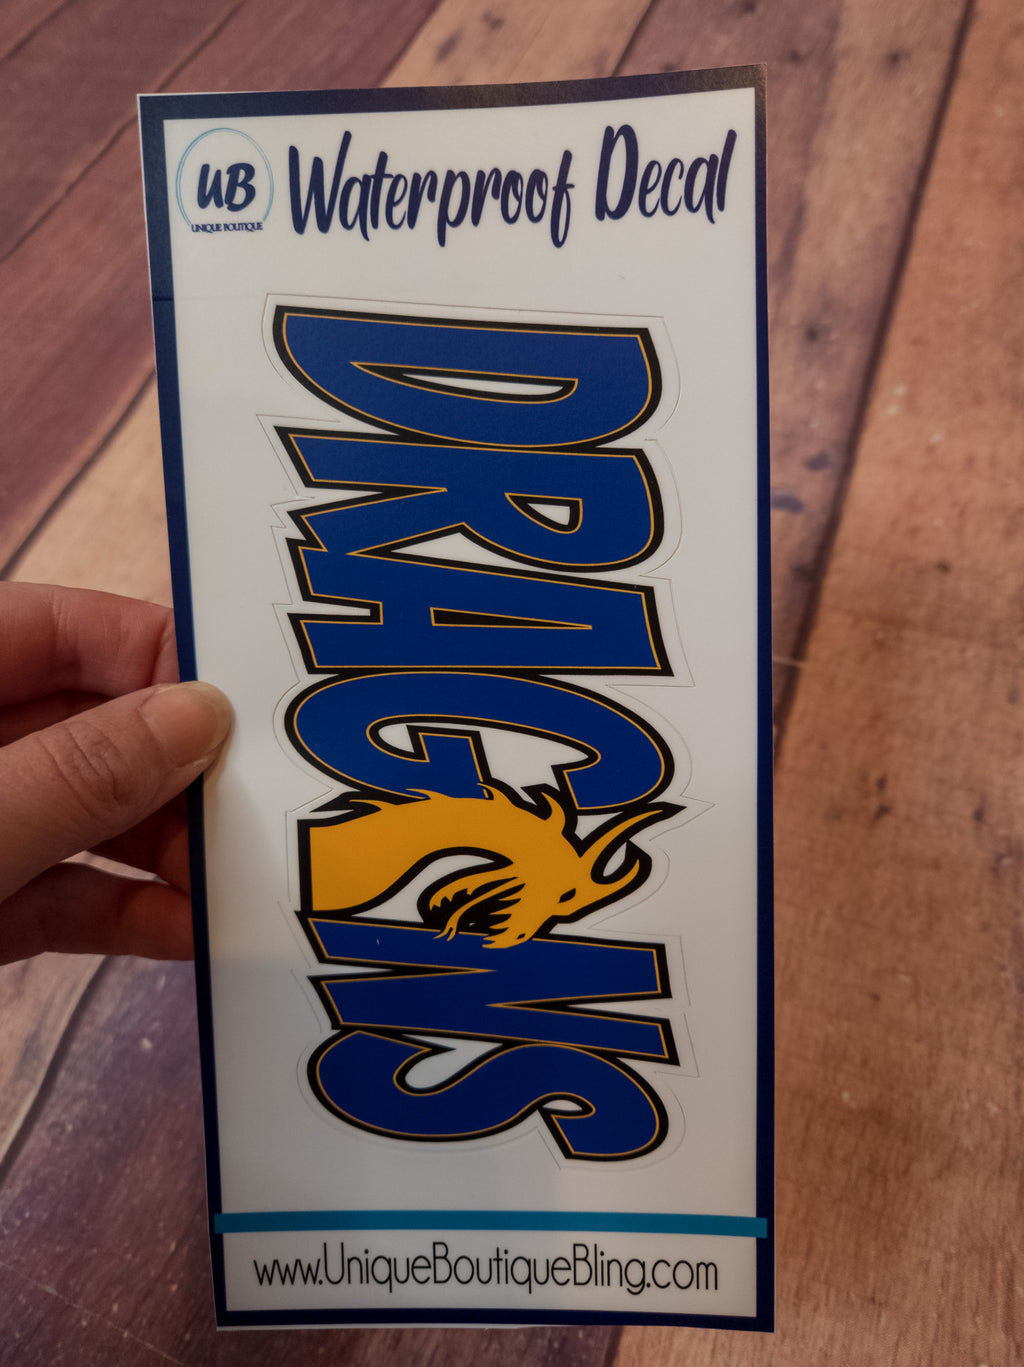 UB
UNIQUE BOUTIQUE
Waterproof Decal
DRAGONS
www.UniqueBoutiqueBling.com